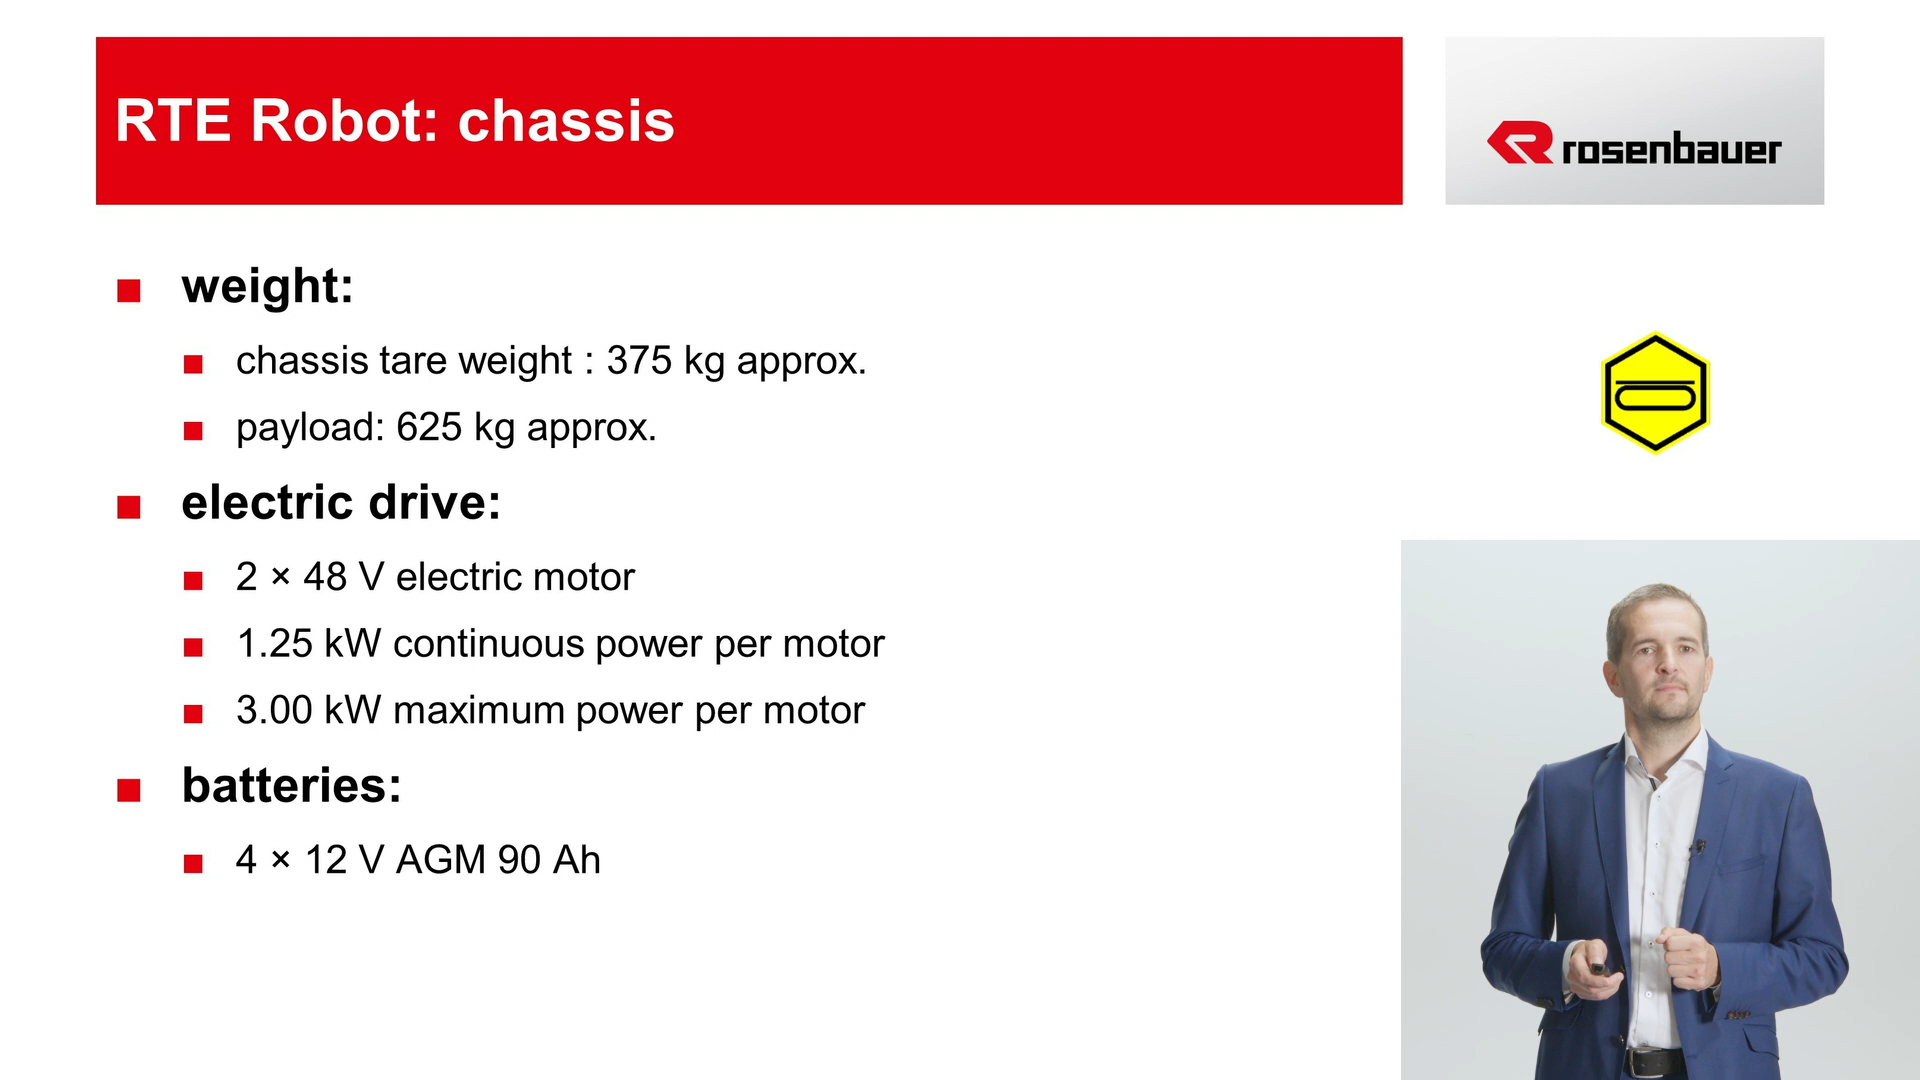 RTE Robot: chassis
rosenbauer
weight:
chassis tare weight : 375 kg approx.
payload: 625 kg approx.
electric drive:
2 × 48 V electric motor
1.25 kW continuous power per motor
3.00 kW maximum power per motor
batteries:
4 × 12 V AGM 90 Ah